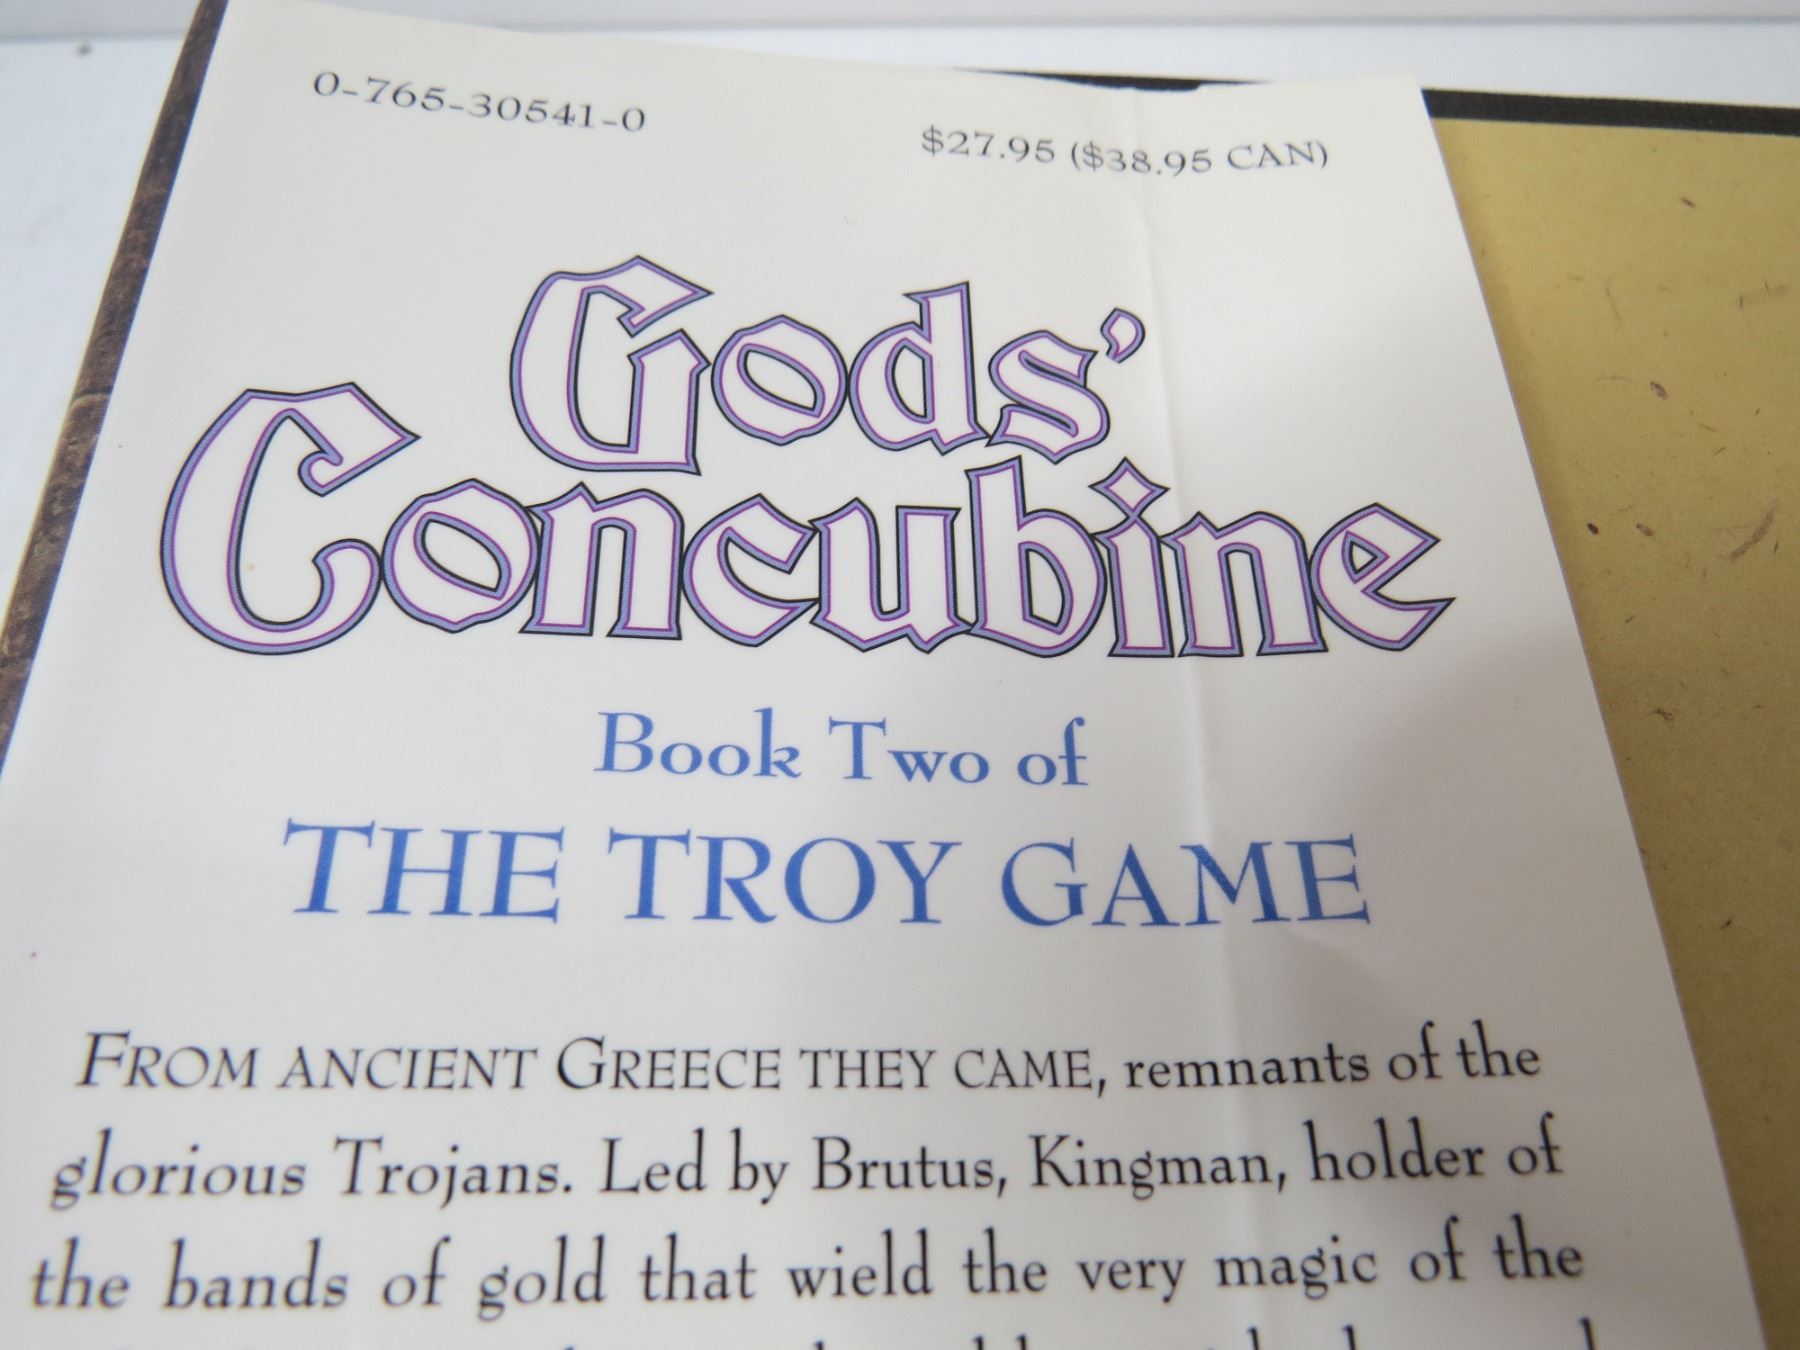 0-765-30541-0
$27.95 ($38.95 CAN)
Gods'
Concubine
Book Two of
THE TROY GAME
FROM ANCIENT GREECE THEY CAME, remnants of the
glorious Trojans. Led by Brutus, Kingman, holder of
the bands of gold that wield the very magic of the